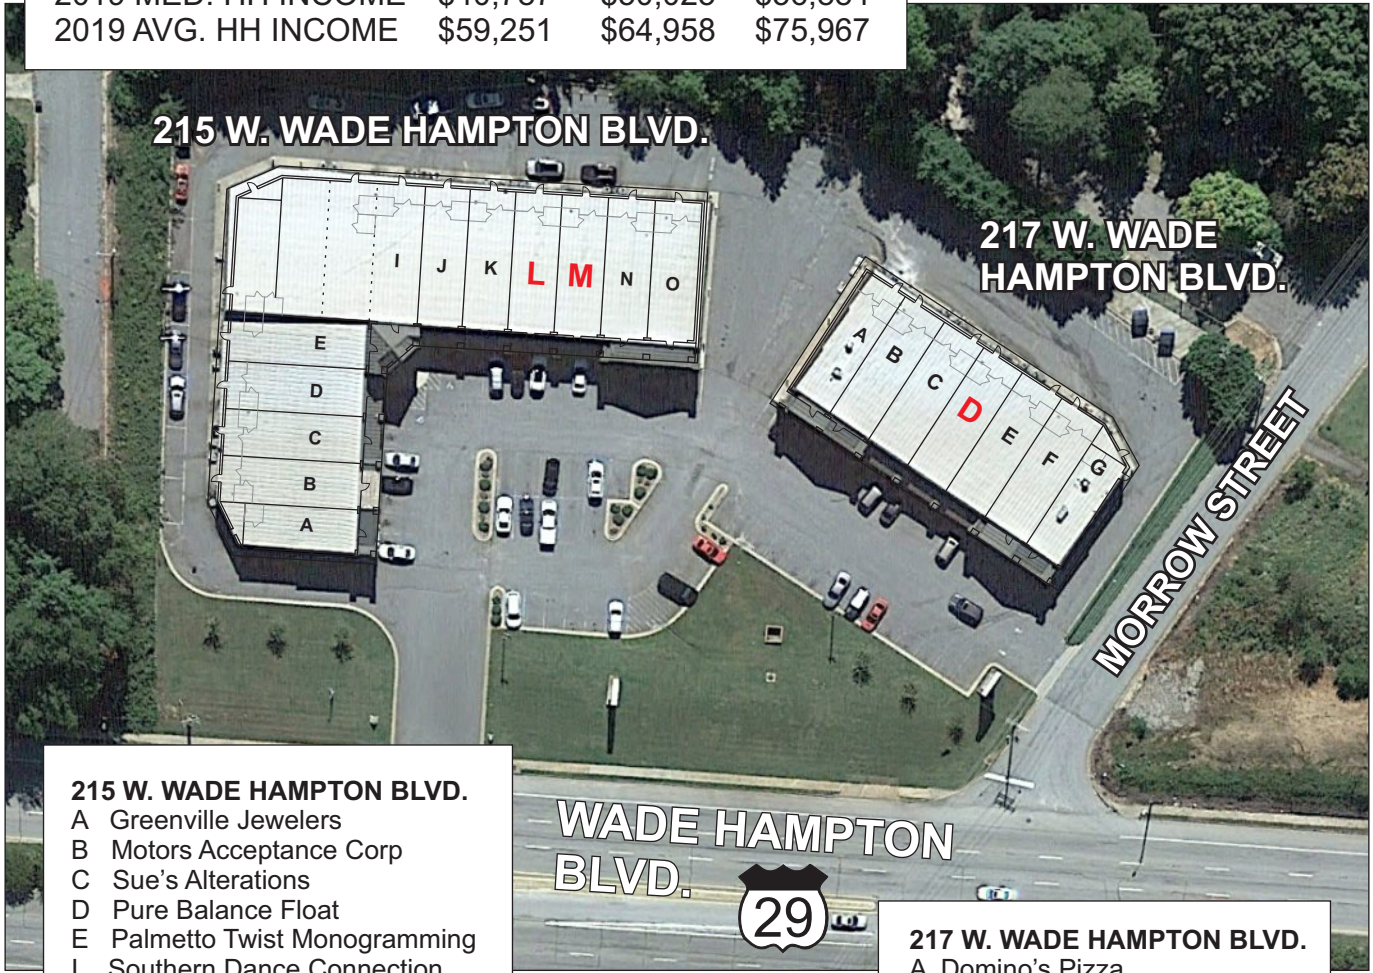 2019 AVG. HH INCOME $59,251 $64,958 $75,967
215 W. WADE HAMPTON BLVD.
217 W. WADE
HAMPTON BLVD.
I J K L M N O
E
D
C
B
A
A B C D E F G
MORROW STREET
WADE HAMPTON
BLVD.
29
215 W. WADE HAMPTON BLVD.
A Greenville Jewelers
B Motors Acceptance Corp
C Sue's Alterations
D Pure Balance Float
E Palmetto Twist Monogramming
I Southern Dance Connection
217 W. WADE HAMPTON BLVD.
A Domino's Pizza